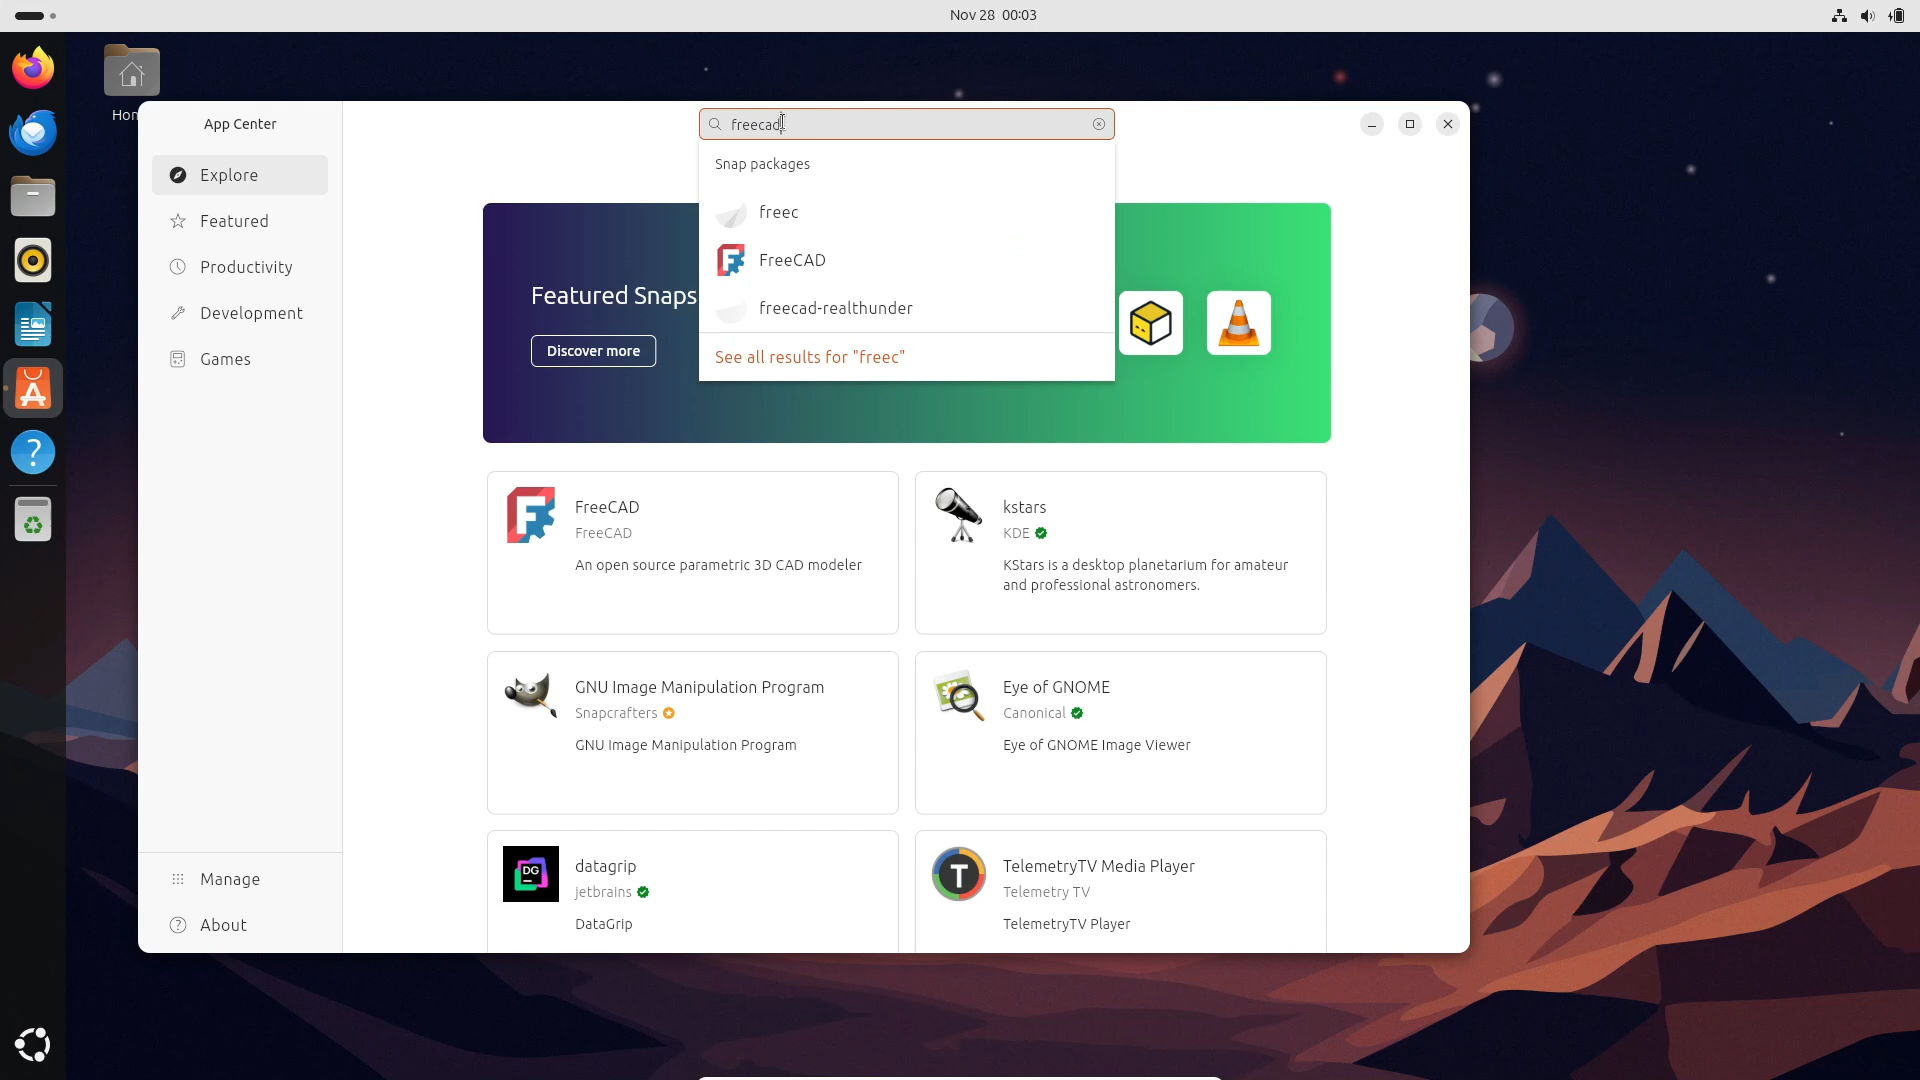 Nov 28 00:03
Hom
App Center
Explore
Featured
Productivity
Development
Games
Manage
About
freecad
Snap packages
freec
FreeCAD
freecad-realthunder
See all results for "freec"
Featured Snaps
Discover more
FreeCAD
FreeCAD
An open source parametric 3D CAD modeler
kstars
KDE
KStars is a desktop planetarium for amateur
and professional astronomers.
GNU Image Manipulation Program
Snapcrafters
GNU Image Manipulation Program
Eye of GNOME
Canonical
Eye of GNOME Image Viewer
DG
datagrip
jetbrains
DataGrip
T
TelemetryTV Media Player
Telemetry TV
TelemetryTV Player